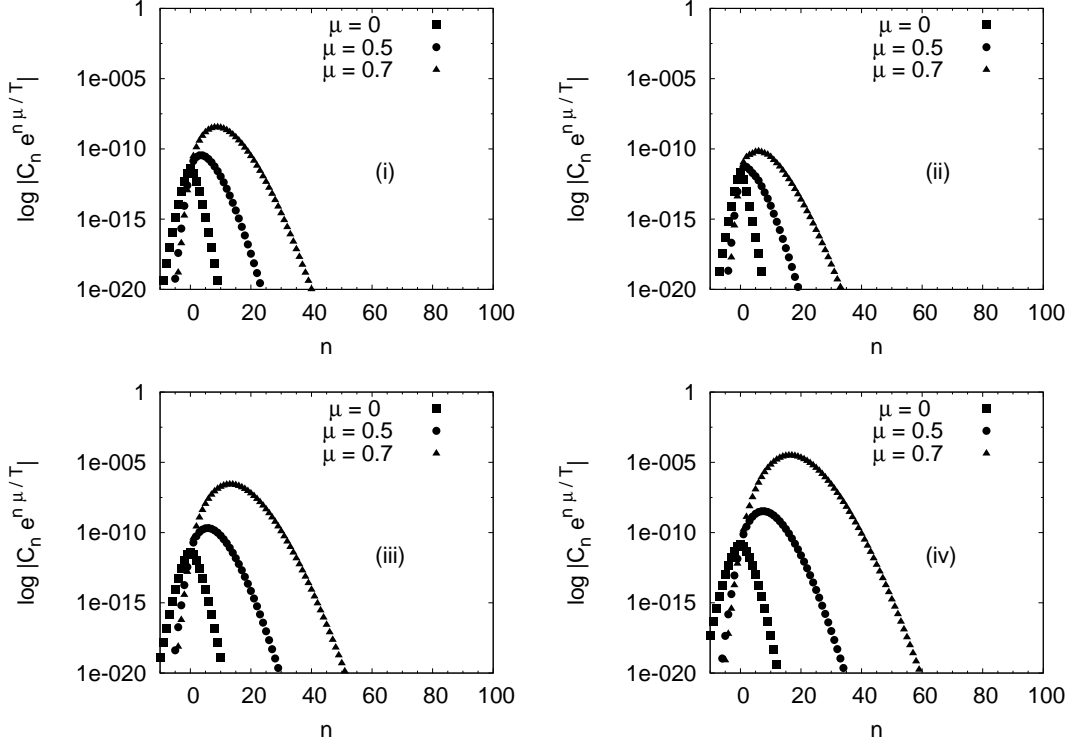 1
1e-005
1e-010
1e-015
1e-020
0 20 40 60 80 100
n
log |C_n e^{n μ / T}|
μ = 0
μ = 0.5
μ = 0.7
(i)
1
1e-005
1e-010
1e-015
1e-020
0 20 40 60 80 100
n
log |C_n e^{n μ / T}|
μ = 0
μ = 0.5
μ = 0.7
(ii)
1
1e-005
1e-010
1e-015
1e-020
0 20 40 60 80 100
n
log |C_n e^{n μ / T}|
μ = 0
μ = 0.5
μ = 0.7
(iii)
1
1e-005
1e-010
1e-015
1e-020
0 20 40 60 80 100
n
log |C_n e^{n μ / T}|
μ = 0
μ = 0.5
μ = 0.7
(iv)